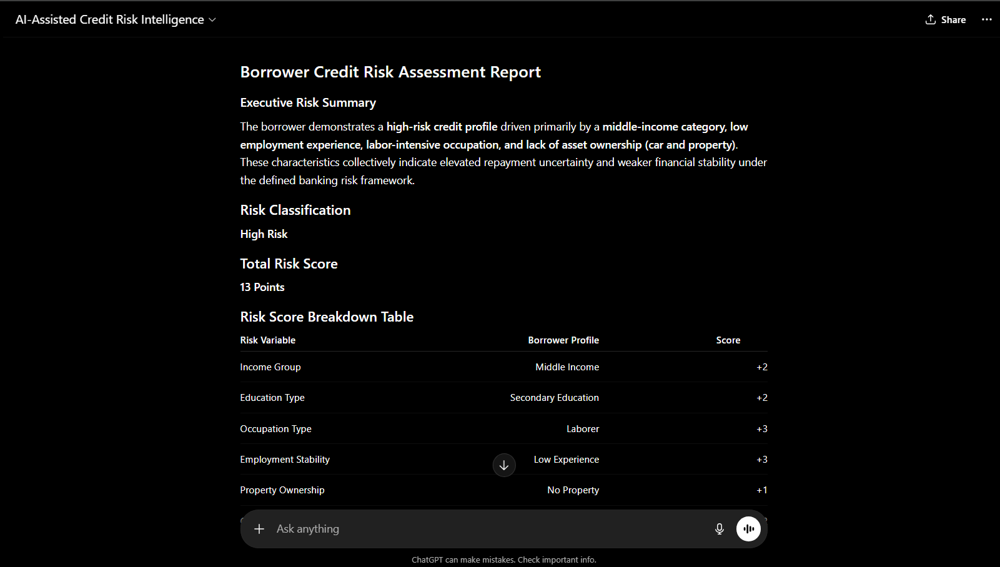 AI-Assisted Credit Risk Intelligence
Share
Borrower Credit Risk Assessment Report
Executive Risk Summary
The borrower demonstrates a high-risk credit profile driven primarily by a middle-income category, low
employment experience, labor-intensive occupation, and lack of asset ownership (car and property).
These characteristics collectively indicate elevated repayment uncertainty and weaker financial stability under
the defined banking risk framework.
Risk Classification
High Risk
Total Risk Score
13 Points
Risk Score Breakdown Table
Risk Variable Borrower Profile Score
Income Group Middle Income +2
Education Type Secondary Education +2
Occupation Type Laborer +3
Employment Stability Low Experience +3
Property Ownership No Property +1
Ask anything
ChatGPT can make mistakes. Check important info.